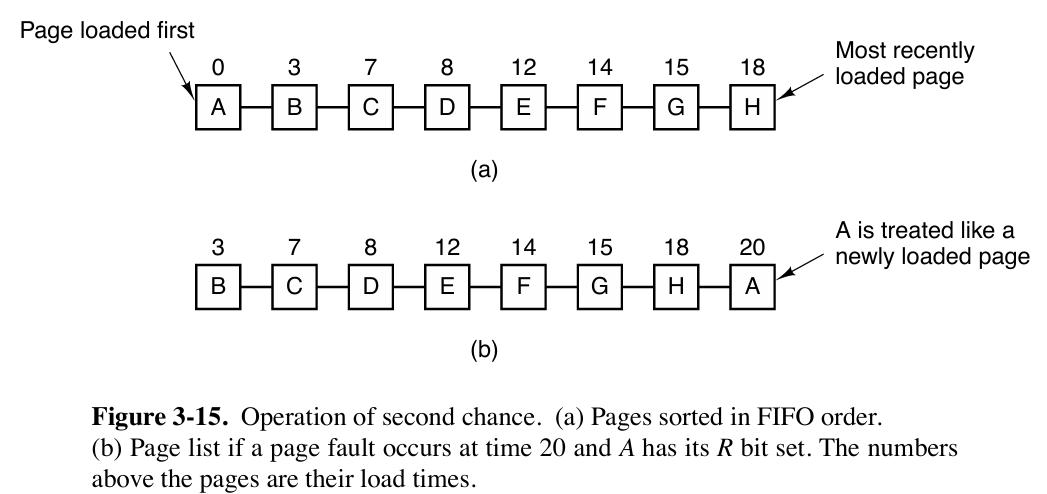 Page loaded first
Most recently
loaded page
0 3 7 8 12 14 15 18
A B C D E F G H
(a)
A is treated like a
newly loaded page
3 7 8 12 14 15 18 20
B C D E F G H A
(b)
Figure 3-15. Operation of second chance. (a) Pages sorted in FIFO order.
(b) Page list if a page fault occurs at time 20 and A has its R bit set. The numbers
above the pages are their load times.